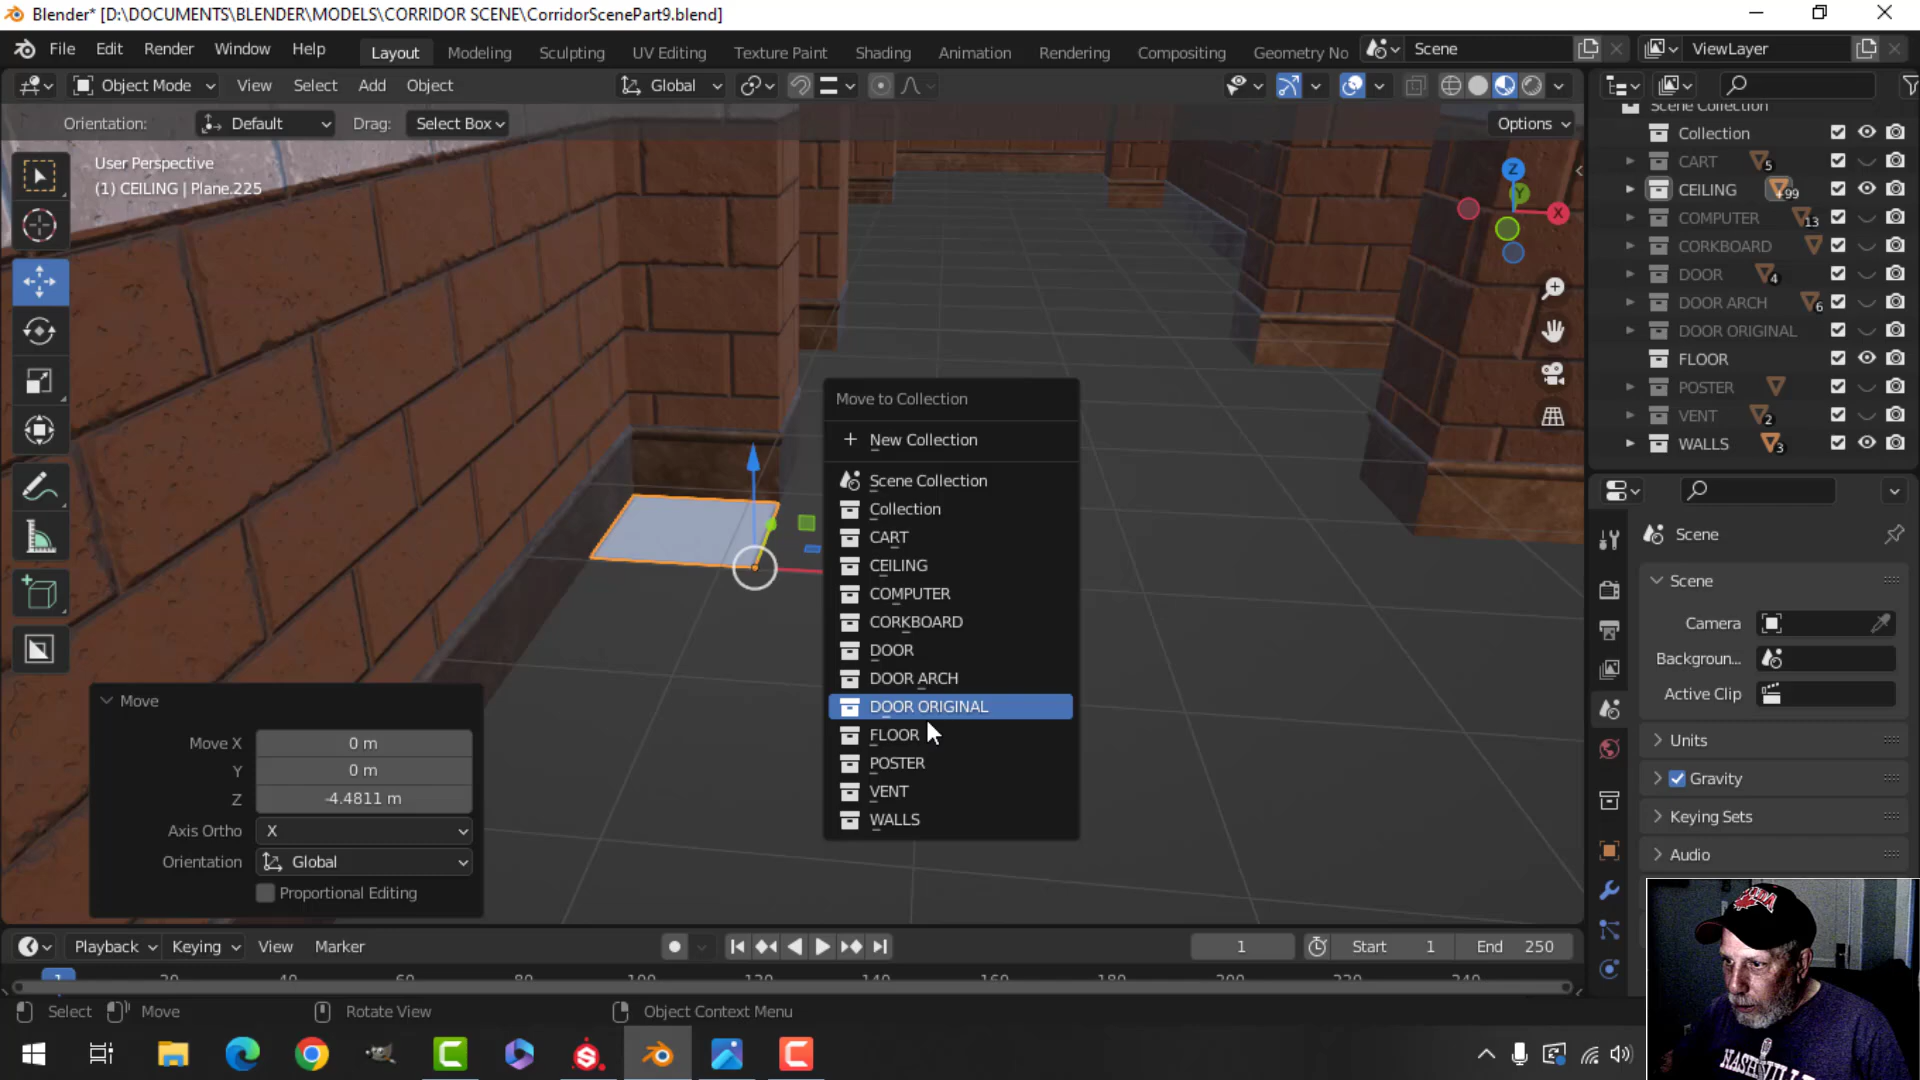 Blender* [D:\DOCUMENTS\BLENDER\MODELS\CORRIDOR SCENE\CorridorScenePart9.blend]
File Edit Render Window Help Layout Modeling Sculpting UV Editing Texture Paint Shading Animation Rendering Compositing Geometry No Scene ViewLayer
Object Mode View Select Add Object Global
Orientation: Default Drag: Select Box Options
User Perspective
(1) CEILING | Plane.225
Z
Y
X
Scene Collection
Collection
CART 5
CEILING +99
COMPUTER 13
CORKBOARD
DOOR 4
DOOR ARCH 6
DOOR ORIGINAL
FLOOR
POSTER
VENT 2
WALLS 3
Move to Collection
New Collection
Scene Collection
Collection
CART
CEILING
COMPUTER
CORKBOARD
DOOR
DOOR ARCH
DOOR ORIGINAL
FLOOR
POSTER
VENT
WALLS
Move
Move X 0 m
Y 0 m
Z -4.4811 m
Axis Ortho X
Orientation Global
Proportional Editing
Scene
Scene
Camera
Backgroun...
Active Clip
Units
Gravity
Keying Sets
Audio
Playback Keying View Marker 1 Start 1 End 250
1 20 40 60 80 100 120 140 160 180 200 220 240
Select Move Rotate View Object Context Menu
NASHVILLE